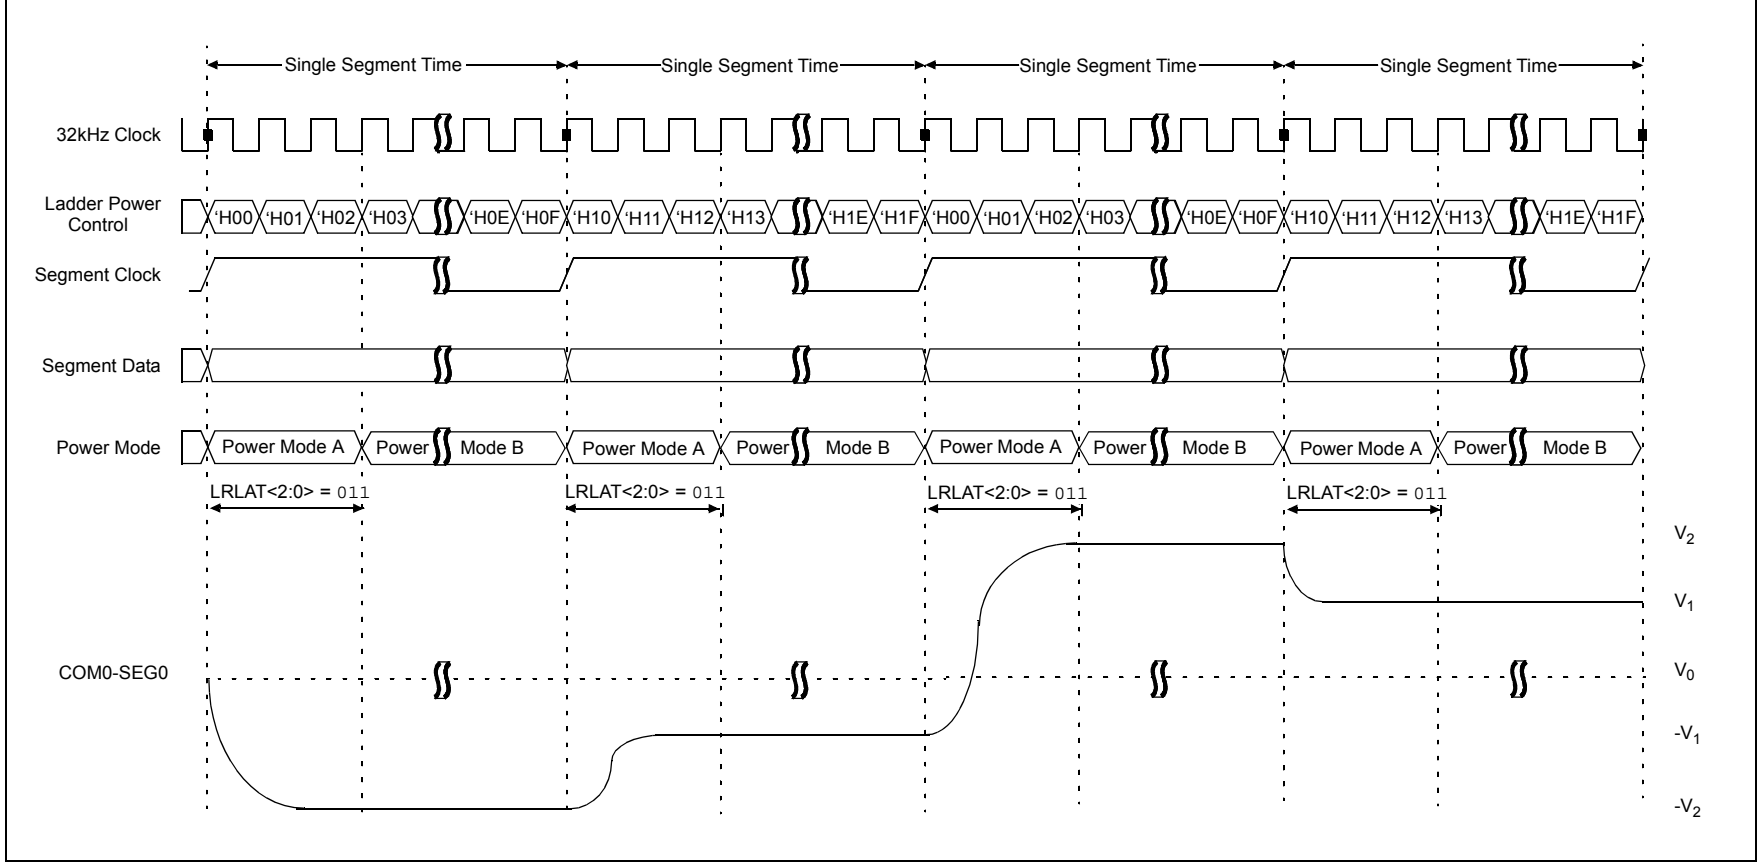 Single Segment Time Single Segment Time Single Segment Time Single Segment Time
32kHz Clock
Ladder Power
Control
‘H00 ‘H01 ‘H02 ‘H03 ‘H0E ‘H0F ‘H10 ‘H11 ‘H12 ‘H13 ‘H1E ‘H1F ‘H00 ‘H01 ‘H02 ‘H03 ‘H0E ‘H0F ‘H10 ‘H11 ‘H12 ‘H13 ‘H1E ‘H1F
Segment Clock
Segment Data
Power Mode Power Mode A Power Mode B Power Mode A Power Mode B Power Mode A Power Mode B Power Mode A Power Mode B
LRLAT<2:0> = 011 LRLAT<2:0> = 011 LRLAT<2:0> = 011 LRLAT<2:0> = 011
V2
V1
COM0-SEG0 V0
-V1
-V2